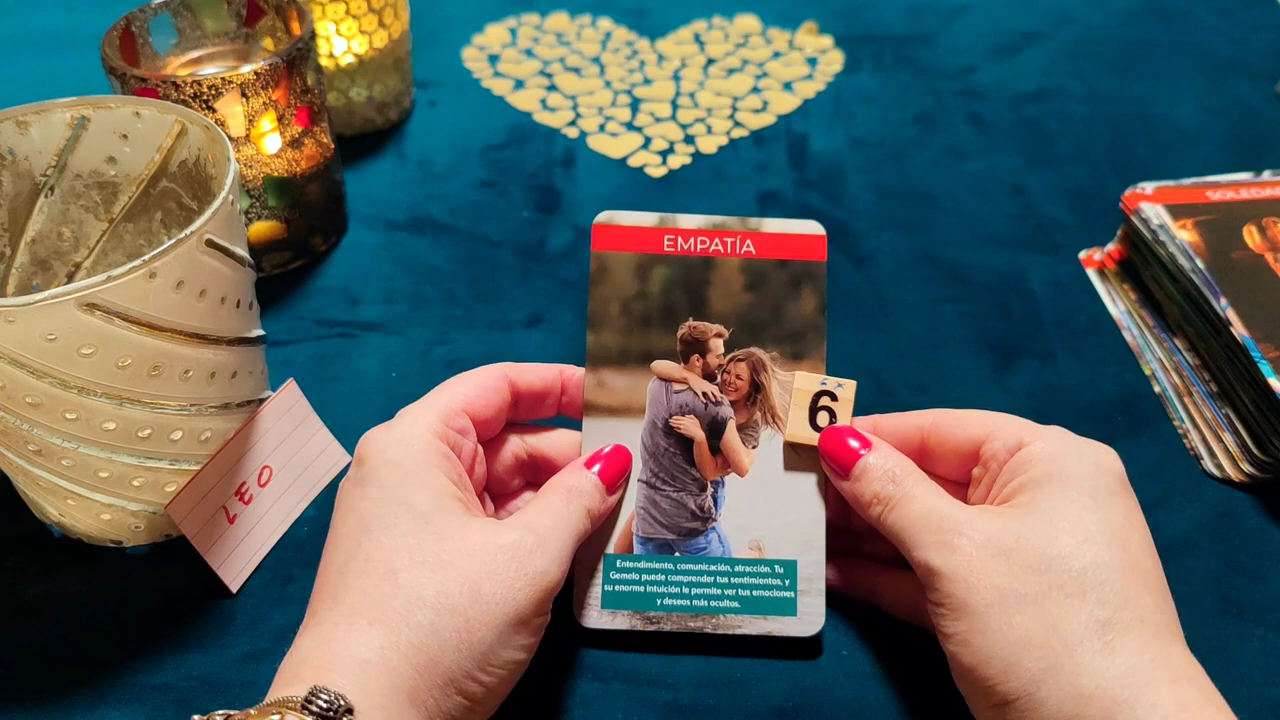 EMPATÍA
6
LEO
Entendimiento, comunicación, atracción. Tu
Gemelo puede comprender tus sentimientos, y
su enorme intuición le permite ver tus emociones
y deseos más ocultos.